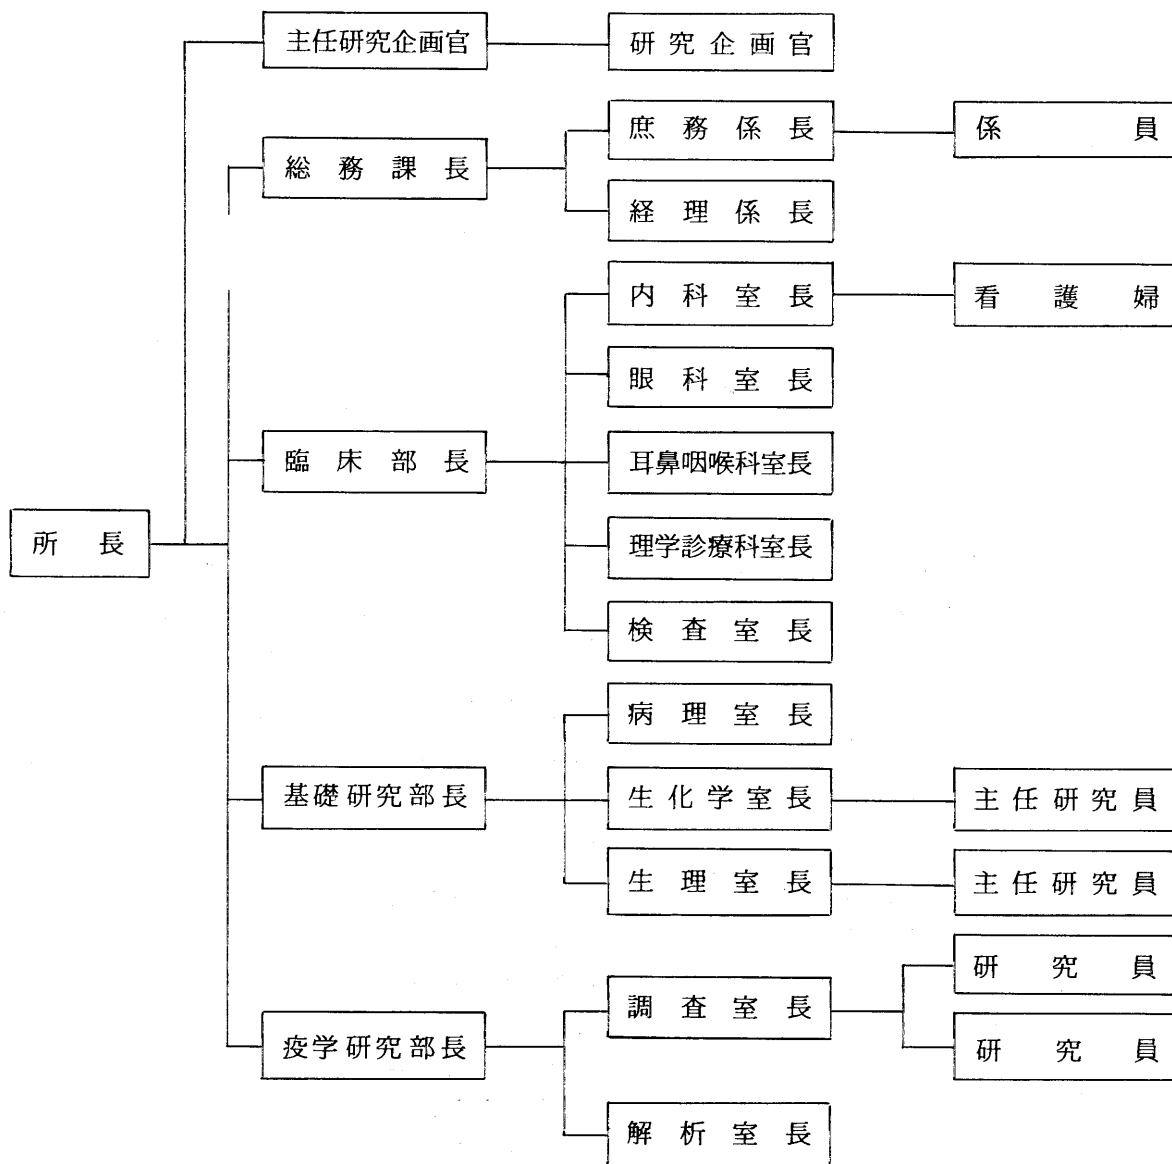 主任研究企画官
研究企画官
庶務係長
係員
総務課長
経理係長
内科室長
看護婦
眼科室長
臨床部長
耳鼻咽喉科室長
所長
理学診療科室長
検査室長
病理室長
基礎研究部長
生化学室長
主任研究員
生理室長
主任研究員
研究員
調査室長
疫学研究部長
研究員
解析室長